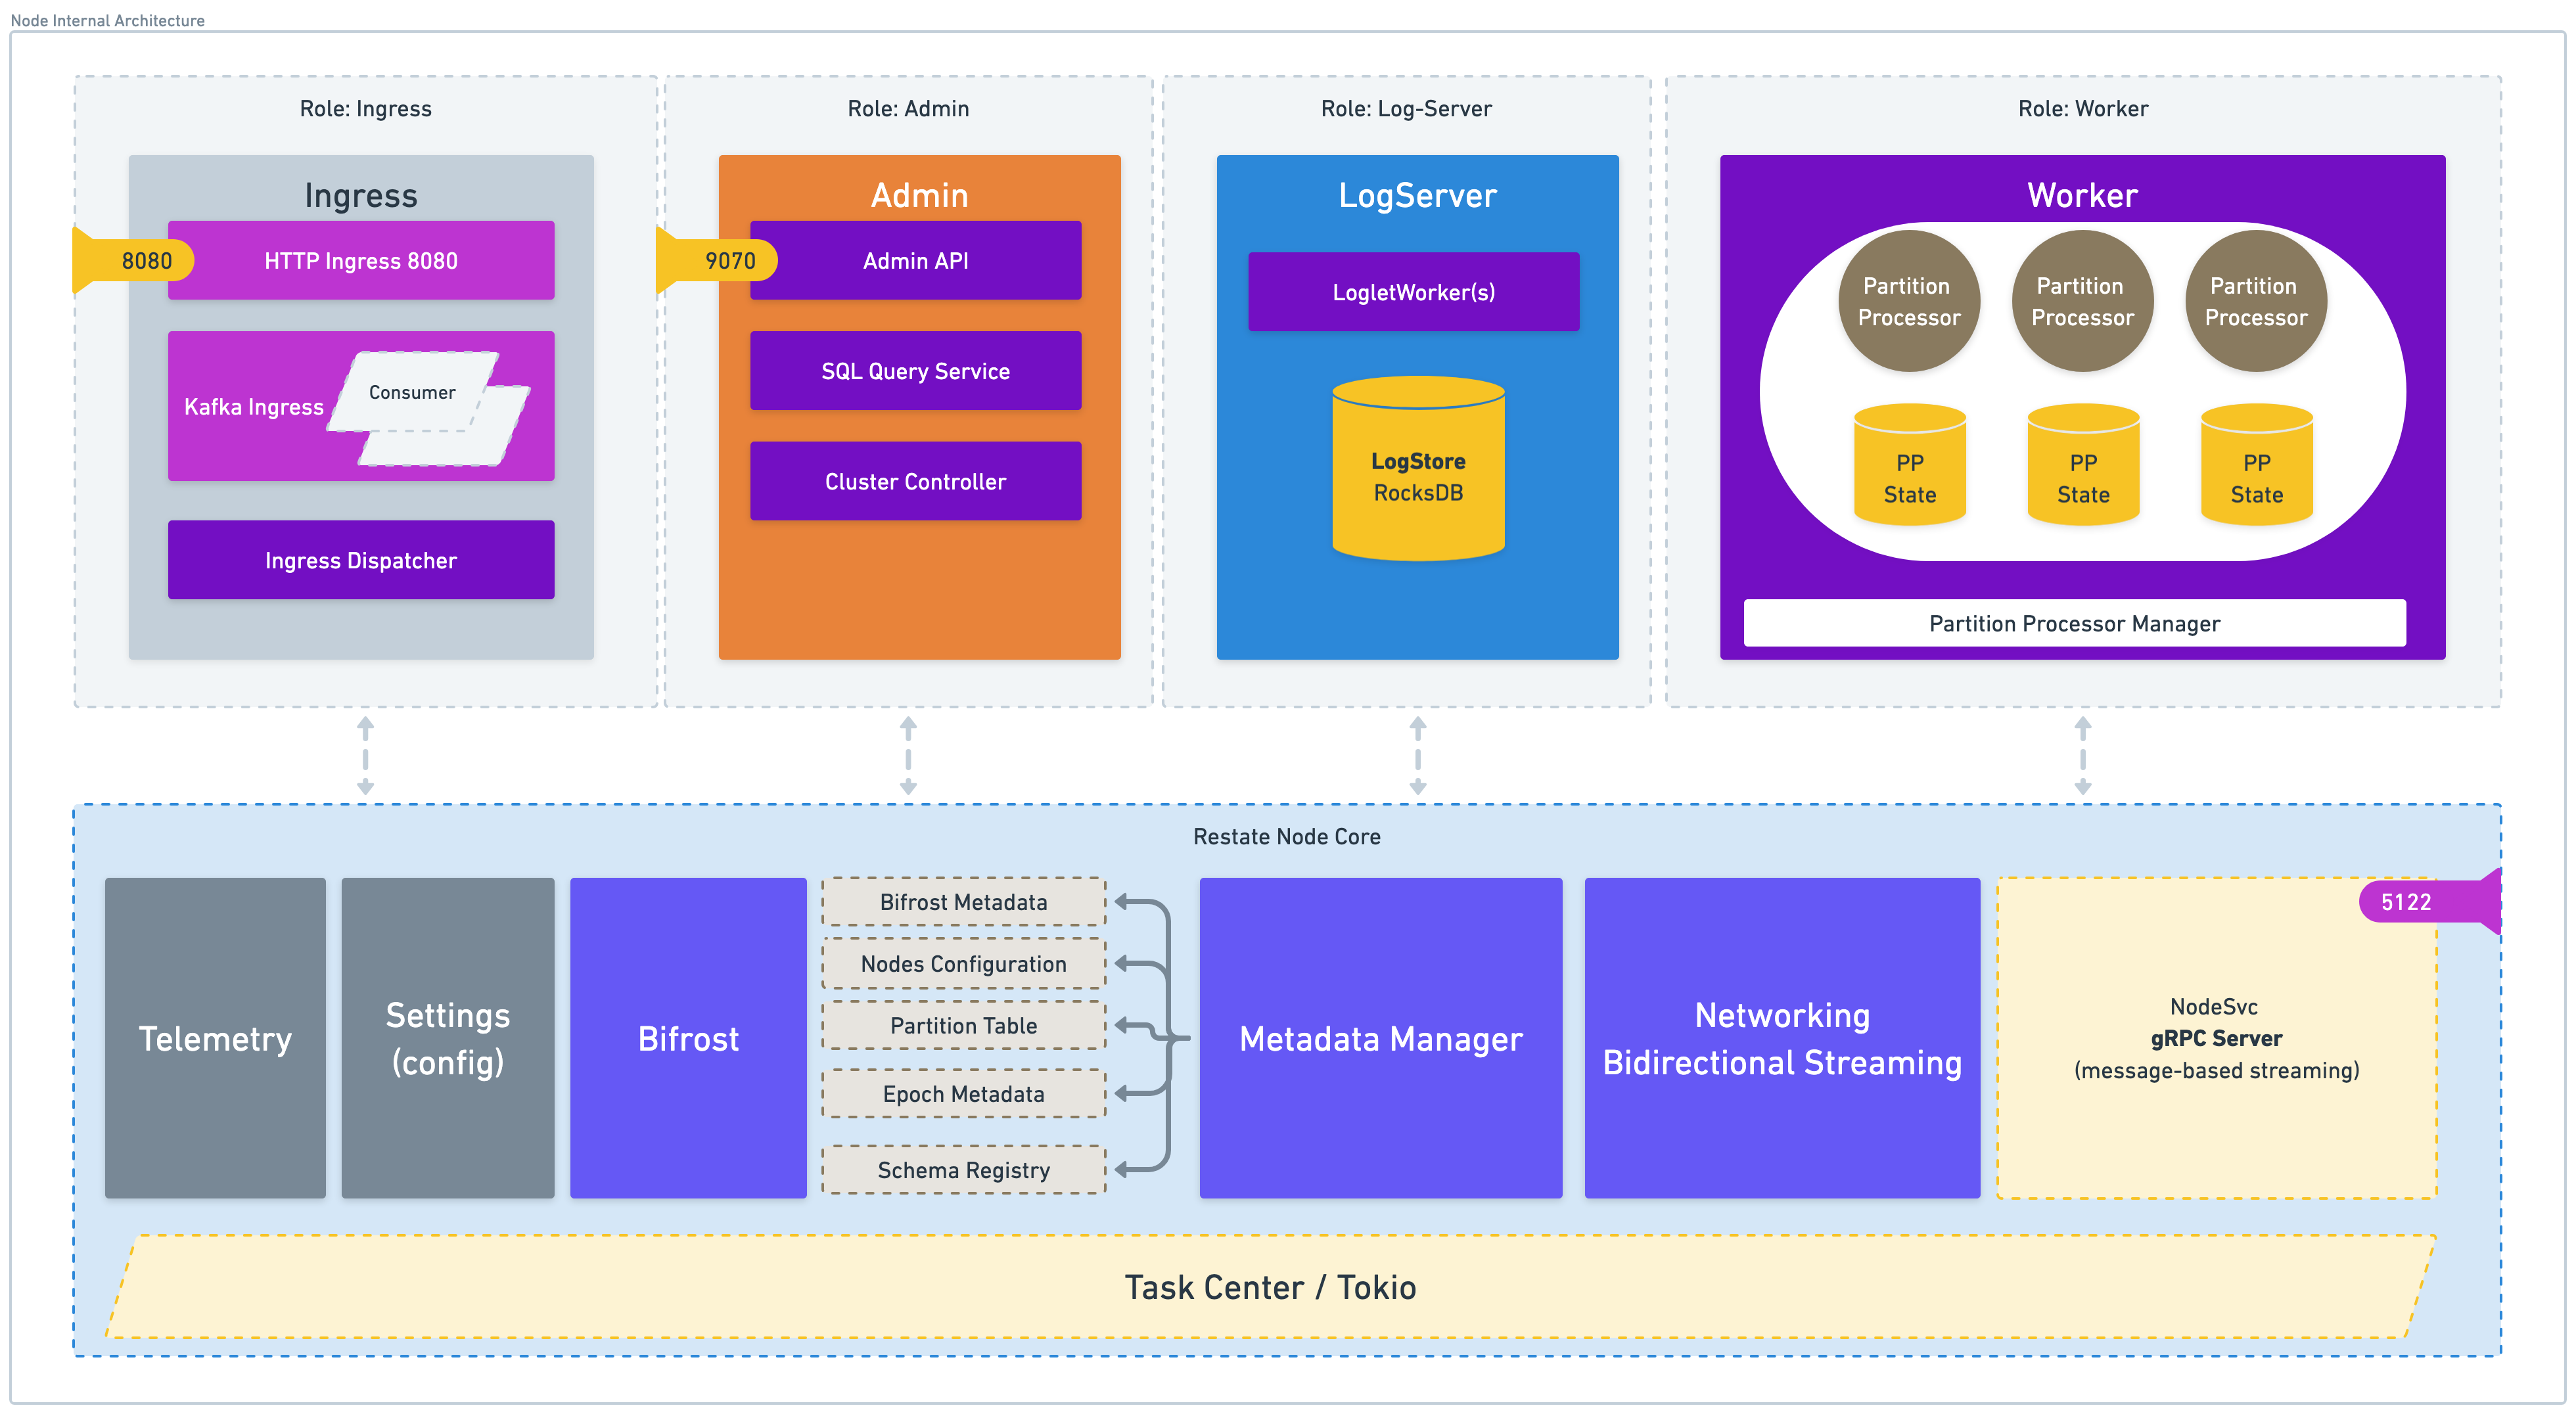 Node Internal Architecture
Role: Ingress
Ingress
8080
HTTP Ingress 8080
Kafka Ingress
Consumer
Ingress Dispatcher
Role: Admin
Admin
9070
Admin API
SQL Query Service
Cluster Controller
Role: Log-Server
LogServer
LogletWorker(s)
LogStore
RocksDB
Role: Worker
Worker
Partition
Processor
Partition
Processor
Partition
Processor
PP
State
PP
State
PP
State
Partition Processor Manager
Restate Node Core
Telemetry
Settings
(config)
Bifrost
Bifrost Metadata
Nodes Configuration
Partition Table
Epoch Metadata
Schema Registry
Metadata Manager
Networking
Bidirectional Streaming
5122
NodeSvc
gRPC Server
(message-based streaming)
Task Center / Tokio